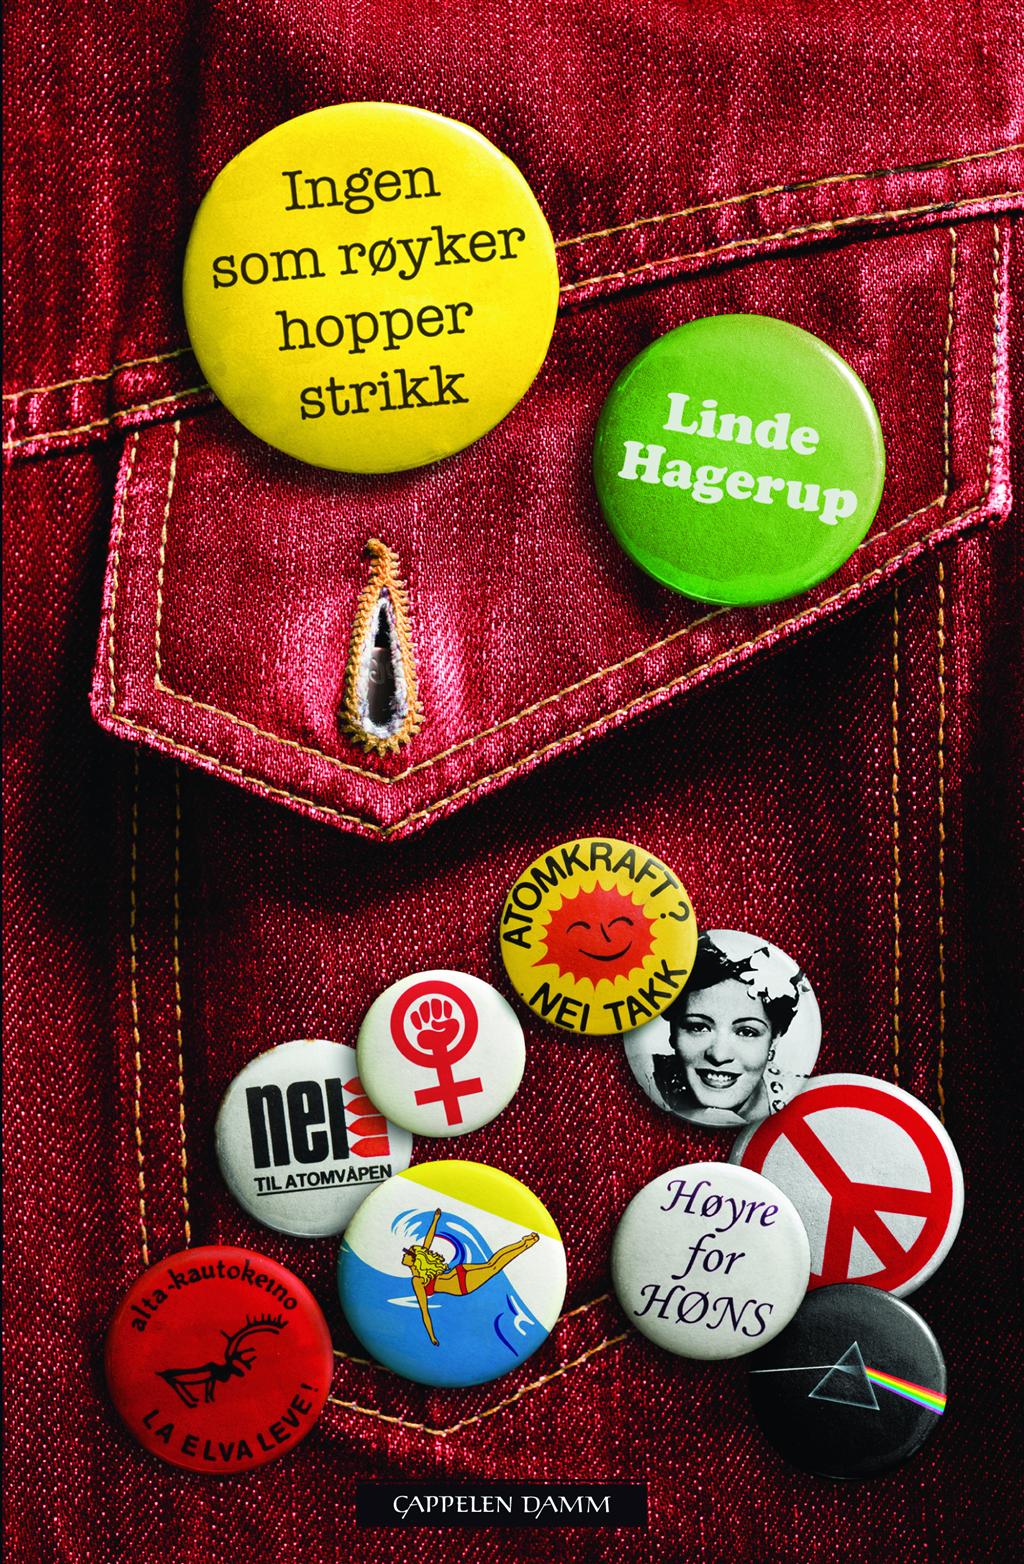 Ingen
som røyker
hopper
strikk
Linde
Hagerup
ATOMKRAFT?
NEI TAKK
nei
TIL ATOMVÅPEN
Høyre
for
HØNS
alta-kautokeino
LA ELVA LEVE!
CAPPELEN DAMM